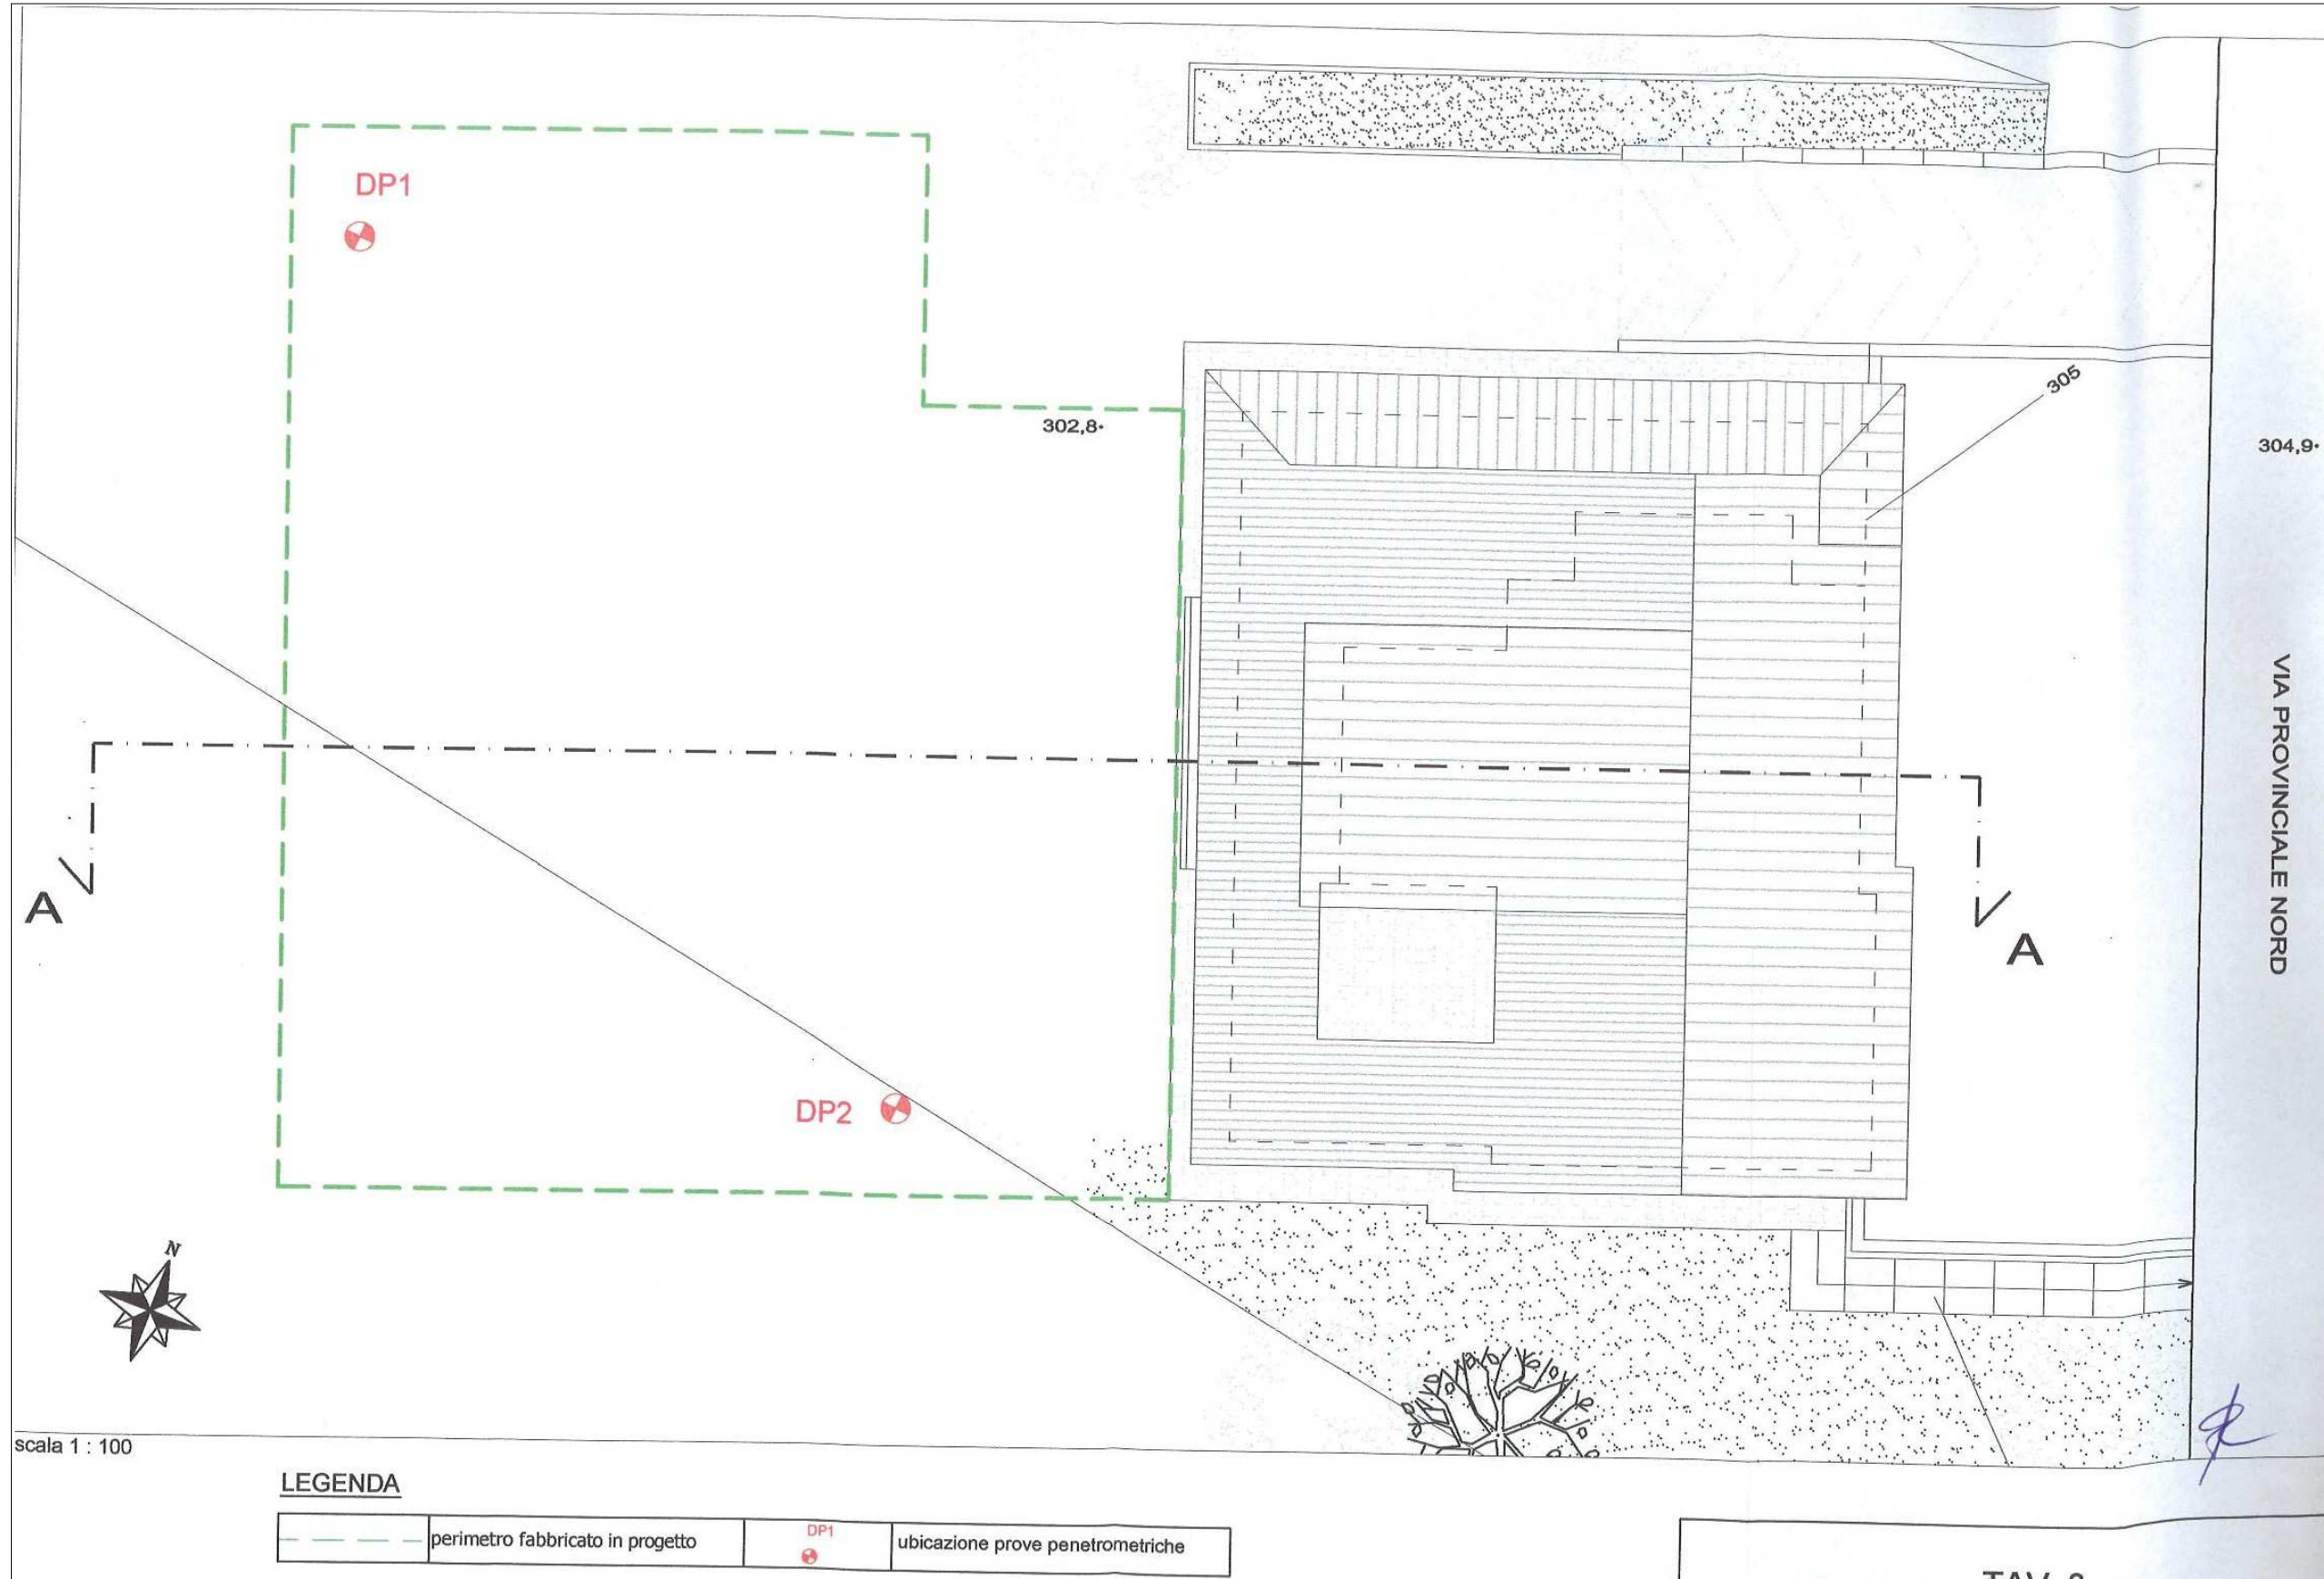 DP1
305
302,8
304,9
VIA PROVINCIALE NORD
A
A
DP2
N
scala 1 : 100
LEGENDA
perimetro fabbricato in progetto
DP1
ubicazione prove penetrometriche